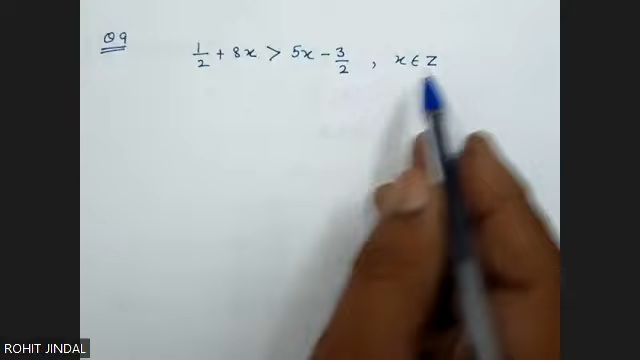 Q9
1/2 + 8x > 5x - 3/2 , x ∈ Z
ROHIT JINDAL